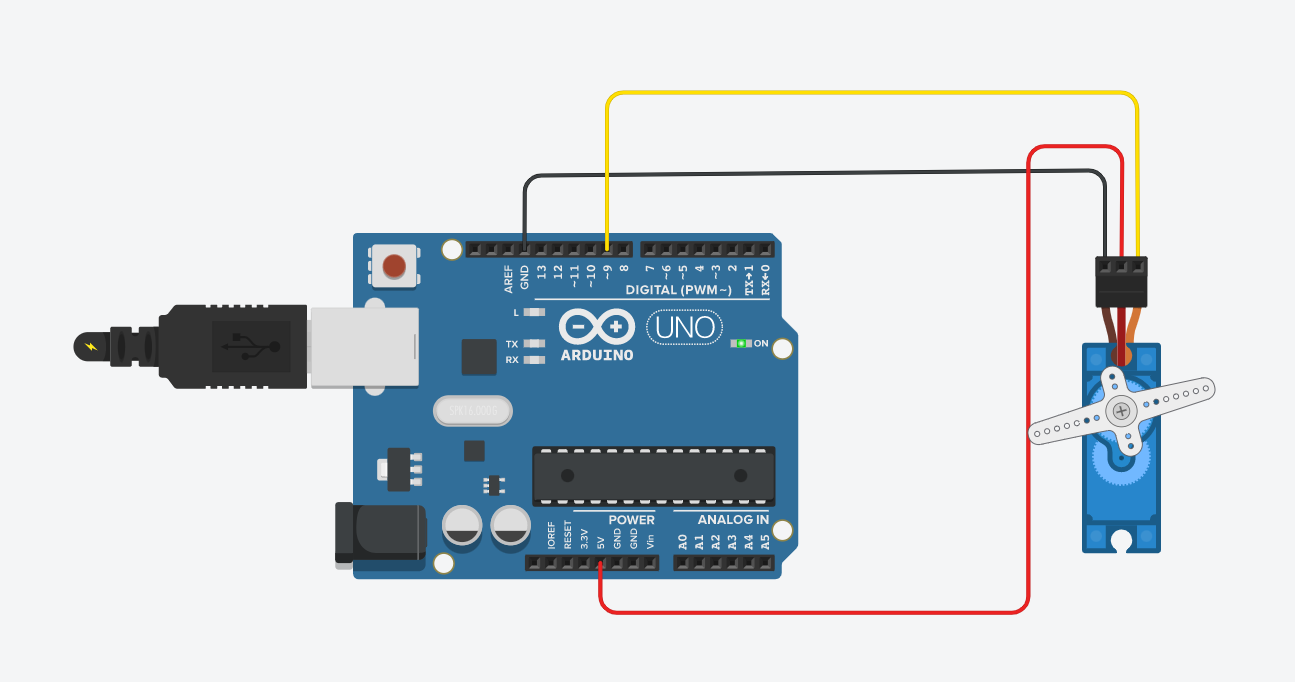 AREF
GND
13
12
~11
~10
~9
8
7
~6
~5
4
~3
2
TX→1
RX←0
DIGITAL (PWM~)
L
TX
RX
UNO
ARDUINO
ON
POWER
ANALOG IN
IOREF
RESET
3.3V
5V
GND
GND
Vin
A0
A1
A2
A3
A4
A5